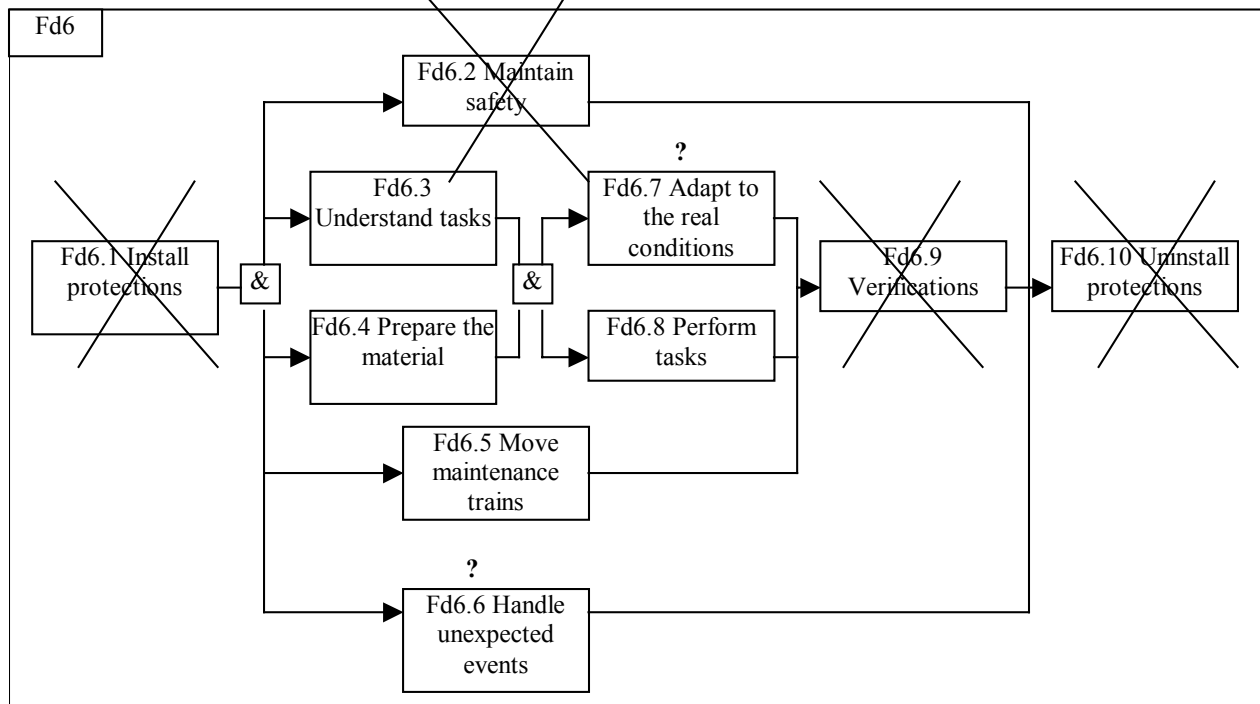 Fd6
Fd6.2 Maintain
safety
?
Fd6.3
Understand tasks
Fd6.7 Adapt to
the real
conditions
Fd6.1 Install
protections
&
&
Fd6.9
Verifications
Fd6.10 Uninstall
protections
Fd6.4 Prepare the
material
Fd6.8 Perform
tasks
Fd6.5 Move
maintenance
trains
?
Fd6.6 Handle
unexpected
events